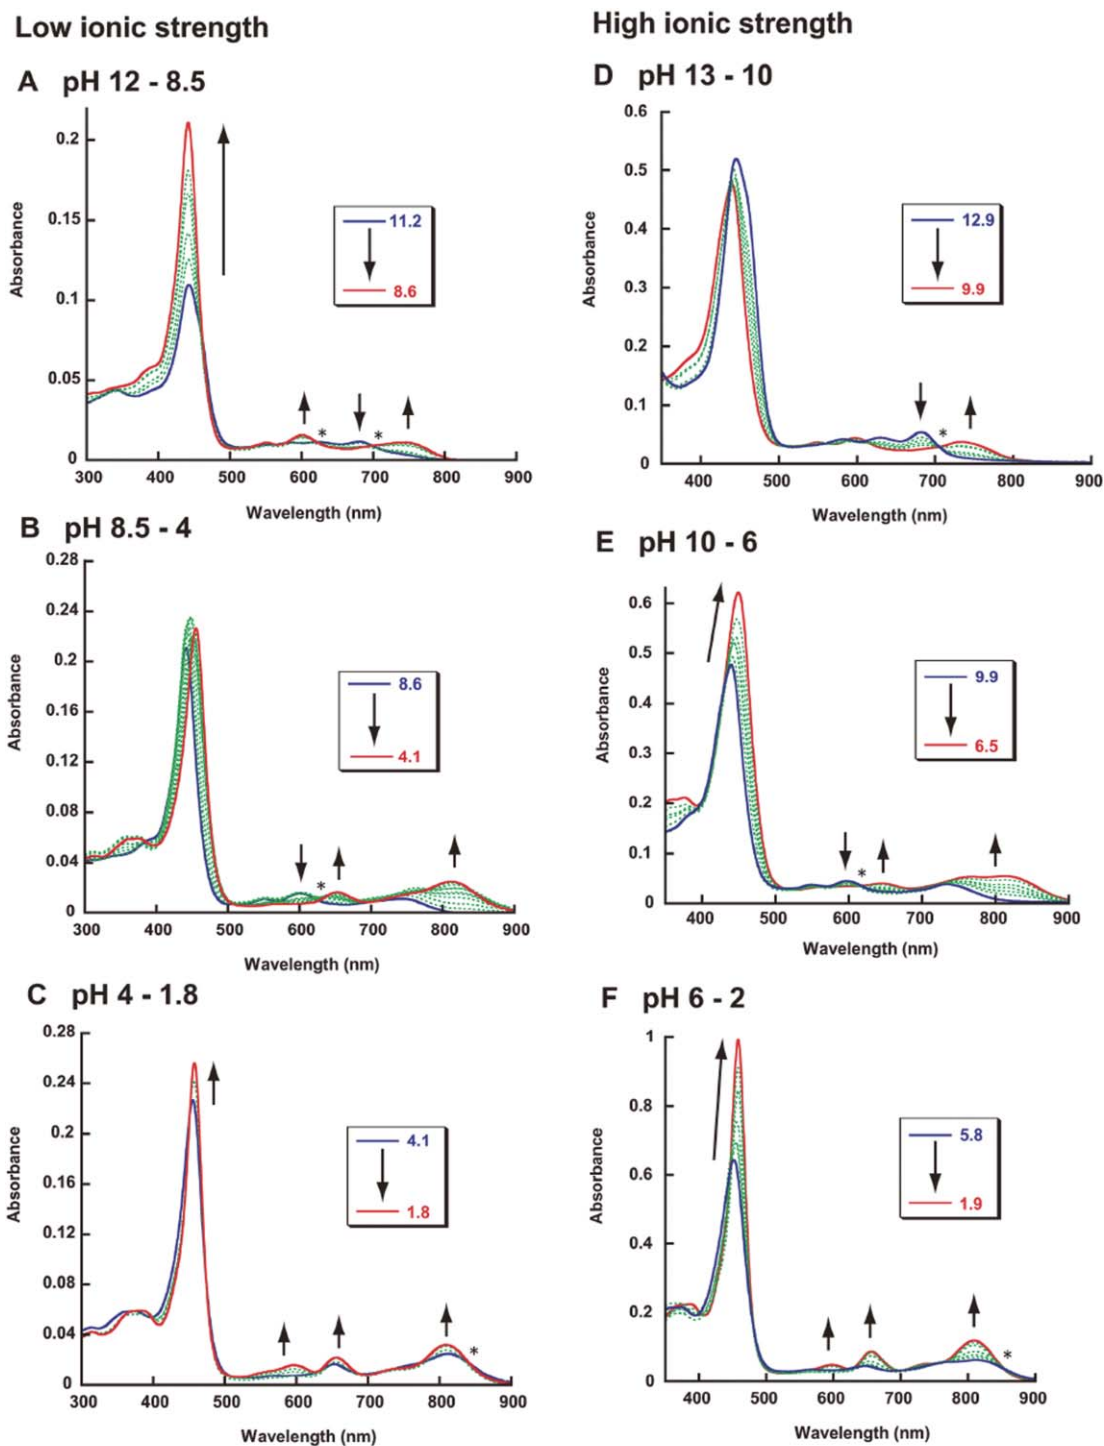 Low ionic strength
High ionic strength
A pH 12 - 8.5
0.2
0.15
0.1
0.05
0
300 400 500 600 700 800 900
Absorbance
Wavelength (nm)
11.2
8.6
* *
D pH 13 - 10
0.6
0.5
0.4
0.3
0.2
0.1
0
400 500 600 700 800 900
Absorbance
Wavelength (nm)
12.9
9.9
*
B pH 8.5 - 4
0.28
0.24
0.2
0.16
0.12
0.08
0.04
0
300 400 500 600 700 800 900
Absorbance
Wavelength (nm)
8.6
4.1
*
E pH 10 - 6
0.6
0.5
0.4
0.3
0.2
0.1
0
400 500 600 700 800 900
Absorbance
Wavelength (nm)
9.9
6.5
*
C pH 4 - 1.8
0.28
0.24
0.2
0.16
0.12
0.08
0.04
0
300 400 500 600 700 800 900
Absorbance
Wavelength (nm)
4.1
1.8
*
F pH 6 - 2
1
0.8
0.6
0.4
0.2
0
400 500 600 700 800 900
Absorbance
Wavelength (nm)
5.8
1.9
*